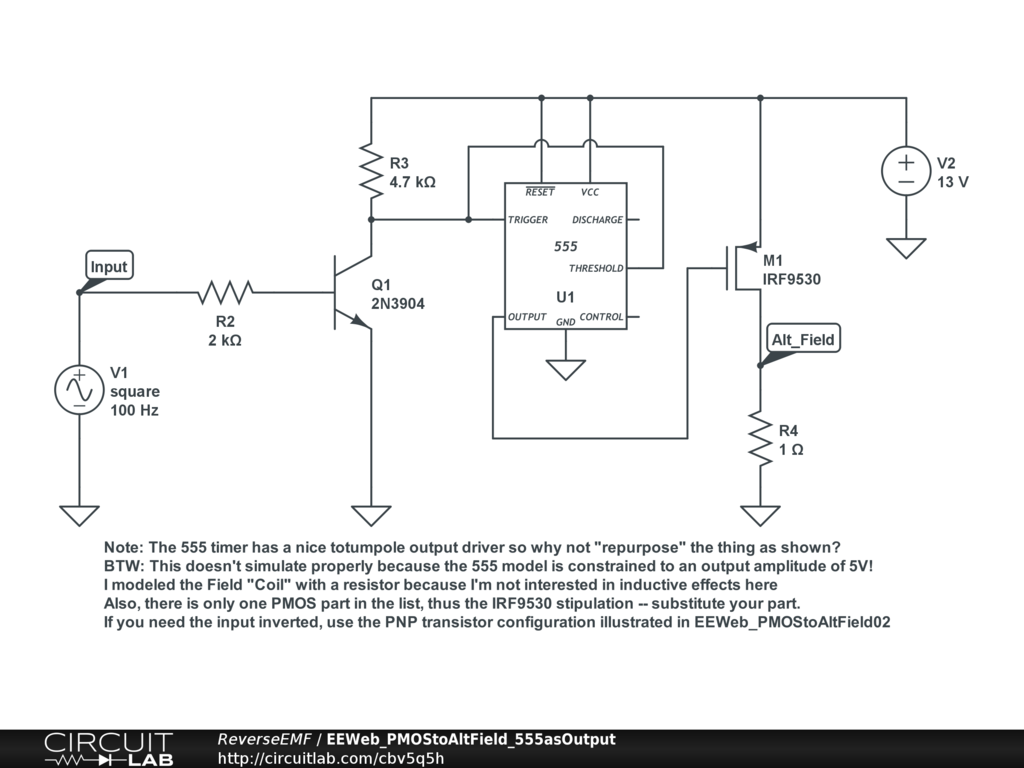 R3
4.7 kΩ
RESET
VCC
V2
13 V
TRIGGER
DISCHARGE
555
THRESHOLD
U1
OUTPUT
GND
CONTROL
Input
Q1
2N3904
M1
IRF9530
R2
2 kΩ
Alt_Field
V1
square
100 Hz
R4
1 Ω
Note: The 555 timer has a nice totumpole output driver so why not "repurpose" the thing as shown?
BTW: This doesn't simulate properly because the 555 model is constrained to an output amplitude of 5V!
I modeled the Field "Coil" with a resistor because I'm not interested in inductive effects here
Also, there is only one PMOS part in the list, thus the IRF9530 stipulation -- substitute your part.
If you need the input inverted, use the PNP transistor configuration illustrated in EEWeb_PMOStoAltField02
CIRCUIT LAB
ReverseEMF / EEWeb_PMOStoAltField_555asOutput
http://circuitlab.com/cbv5q5h